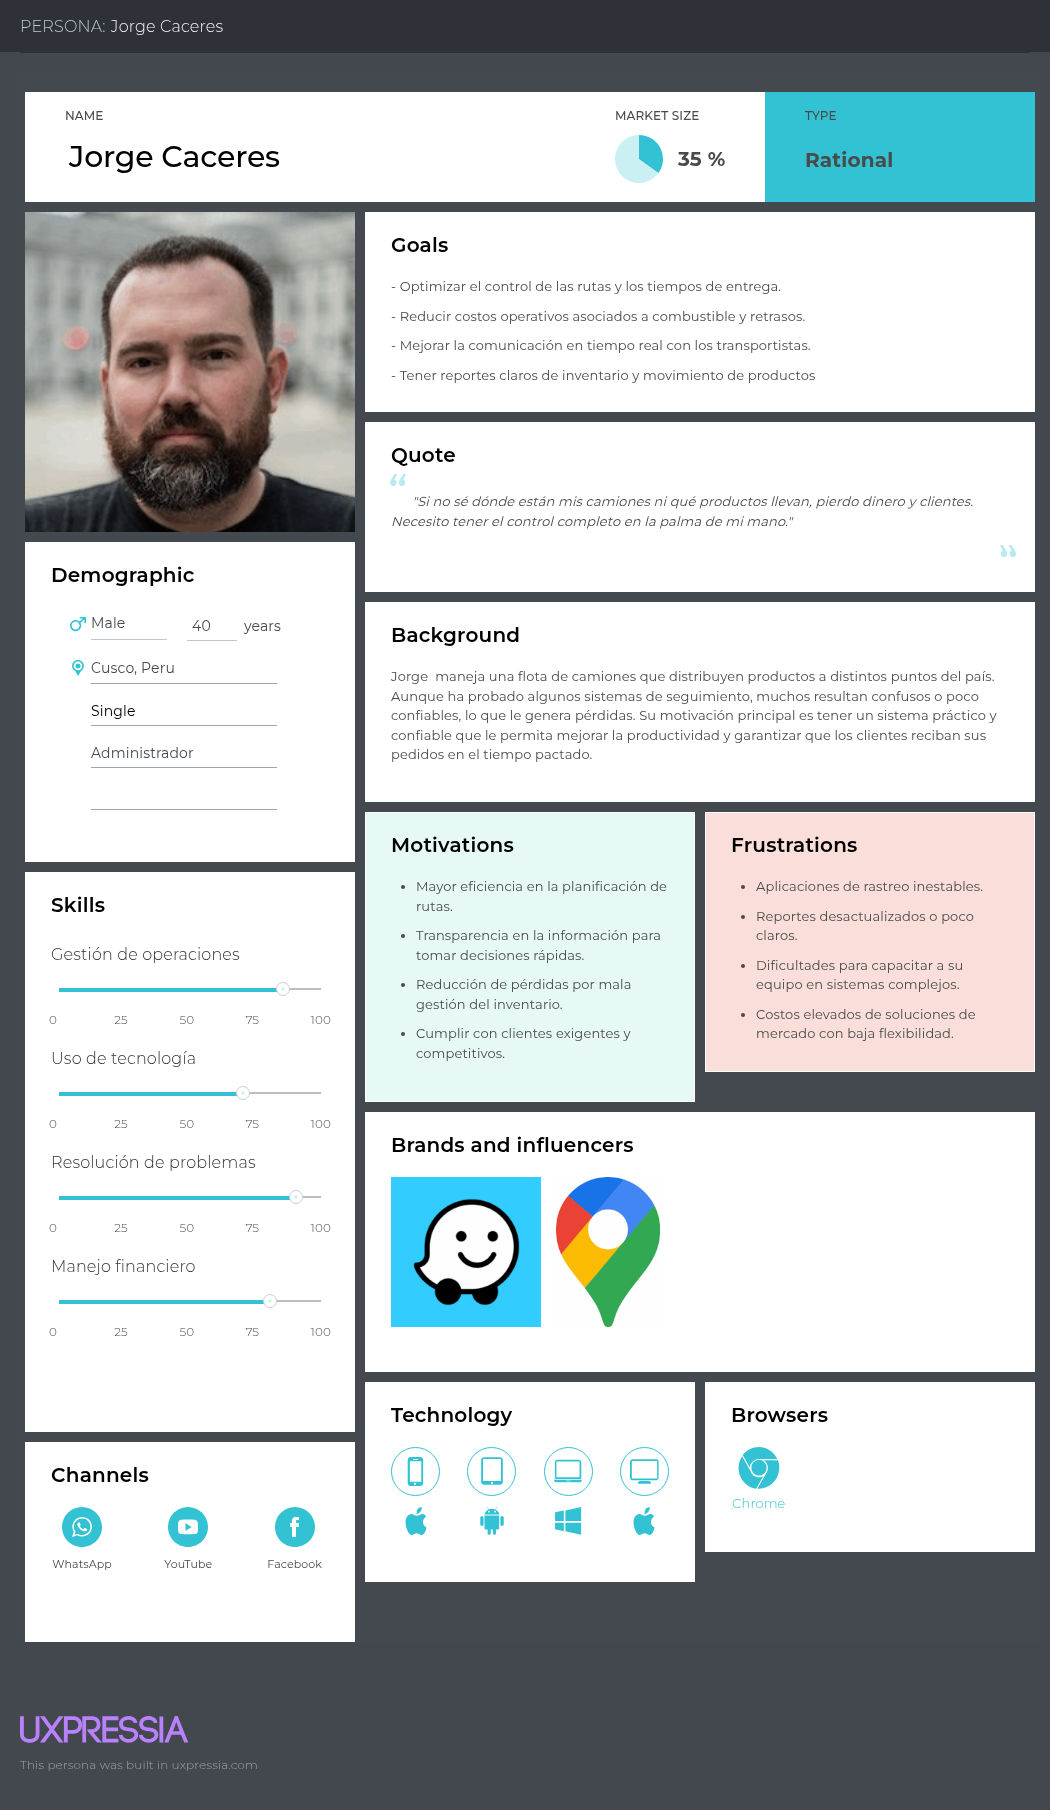 PERSONA: Jorge Caceres
NAME
Jorge Caceres
MARKET SIZE
35 %
TYPE
Rational
Goals
- Optimizar el control de las rutas y los tiempos de entrega.
- Reducir costos operativos asociados a combustible y retrasos.
- Mejorar la comunicación en tiempo real con los transportistas.
- Tener reportes claros de inventario y movimiento de productos
Quote
“
"Si no sé dónde están mis camiones ni qué productos llevan, pierdo dinero y clientes.
Necesito tener el control completo en la palma de mi mano."
”
Demographic
Male
40 years
Cusco, Peru
Single
Administrador
Background
Jorge  maneja una flota de camiones que distribuyen productos a distintos puntos del país.
Aunque ha probado algunos sistemas de seguimiento, muchos resultan confusos o poco
confiables, lo que le genera pérdidas. Su motivación principal es tener un sistema práctico y
confiable que le permita mejorar la productividad y garantizar que los clientes reciban sus
pedidos en el tiempo pactado.
Motivations
• Mayor eficiencia en la planificación de
rutas.
• Transparencia en la información para
tomar decisiones rápidas.
• Reducción de pérdidas por mala
gestión del inventario.
• Cumplir con clientes exigentes y
competitivos.
Frustrations
• Aplicaciones de rastreo inestables.
• Reportes desactualizados o poco
claros.
• Dificultades para capacitar a su
equipo en sistemas complejos.
• Costos elevados de soluciones de
mercado con baja flexibilidad.
Skills
Gestión de operaciones
0 25 50 75 100
Uso de tecnología
0 25 50 75 100
Resolución de problemas
0 25 50 75 100
Manejo financiero
0 25 50 75 100
Brands and influencers
Technology
Browsers
Chrome
Channels
WhatsApp
YouTube
Facebook
UXPRESSIA
This persona was built in uxpressia.com